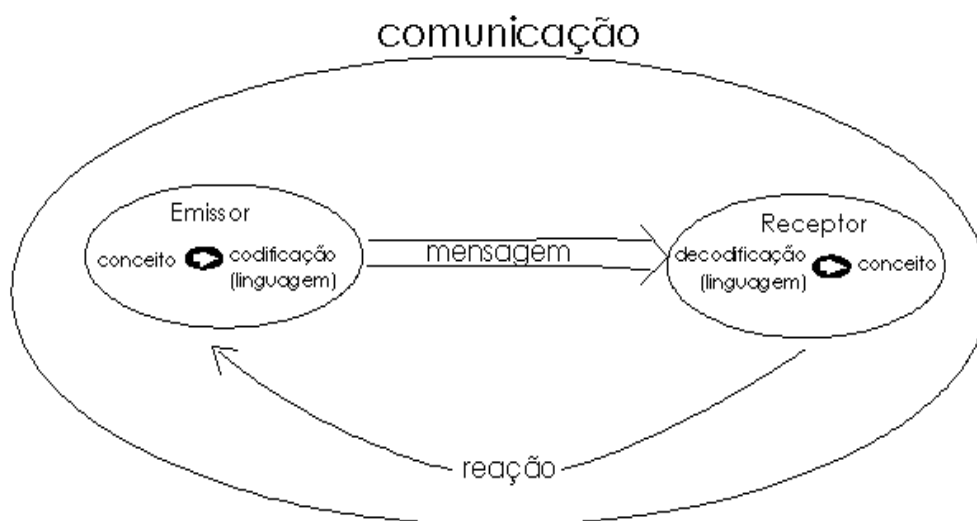 comunicação
Emissor
conceito
codificação
(linguagem)
mensagem
Receptor
decodificação
(linguagem)
conceito
reação